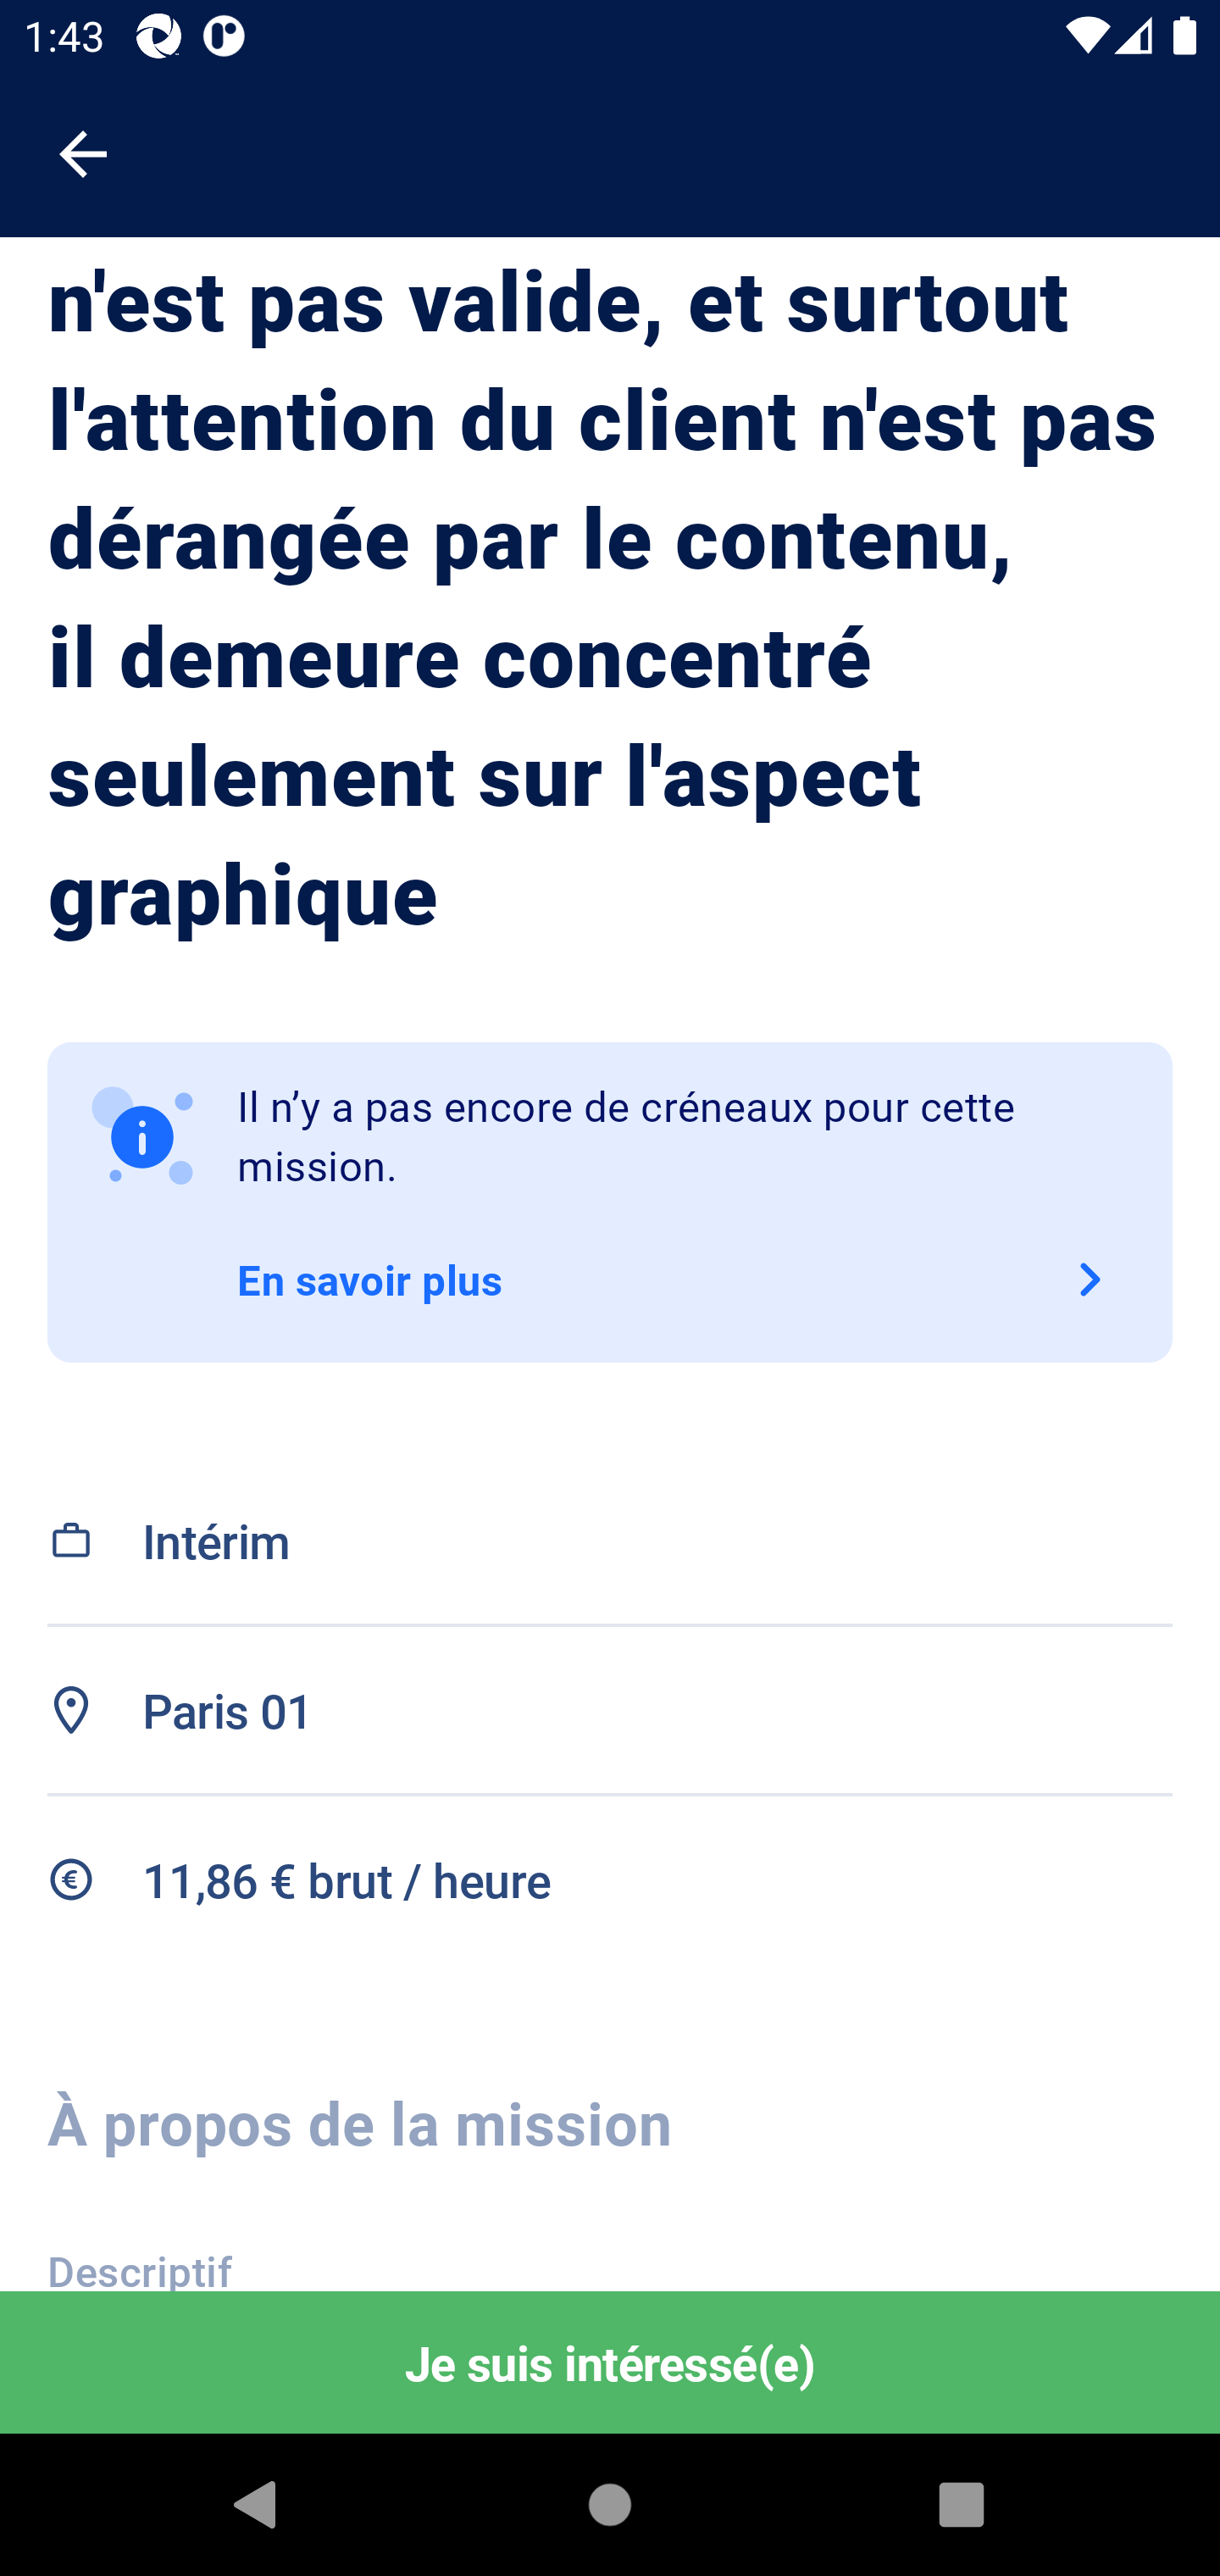 1:43
n'est pas valide, et surtout
l'attention du client n'est pas
dérangée par le contenu,
il demeure concentré
seulement sur l'aspect
graphique
Il n’y a pas encore de créneaux pour cette
mission.
En savoir plus
Intérim
Paris 01
11,86 € brut / heure
À propos de la mission
Descriptif
Je suis intéressé(e)